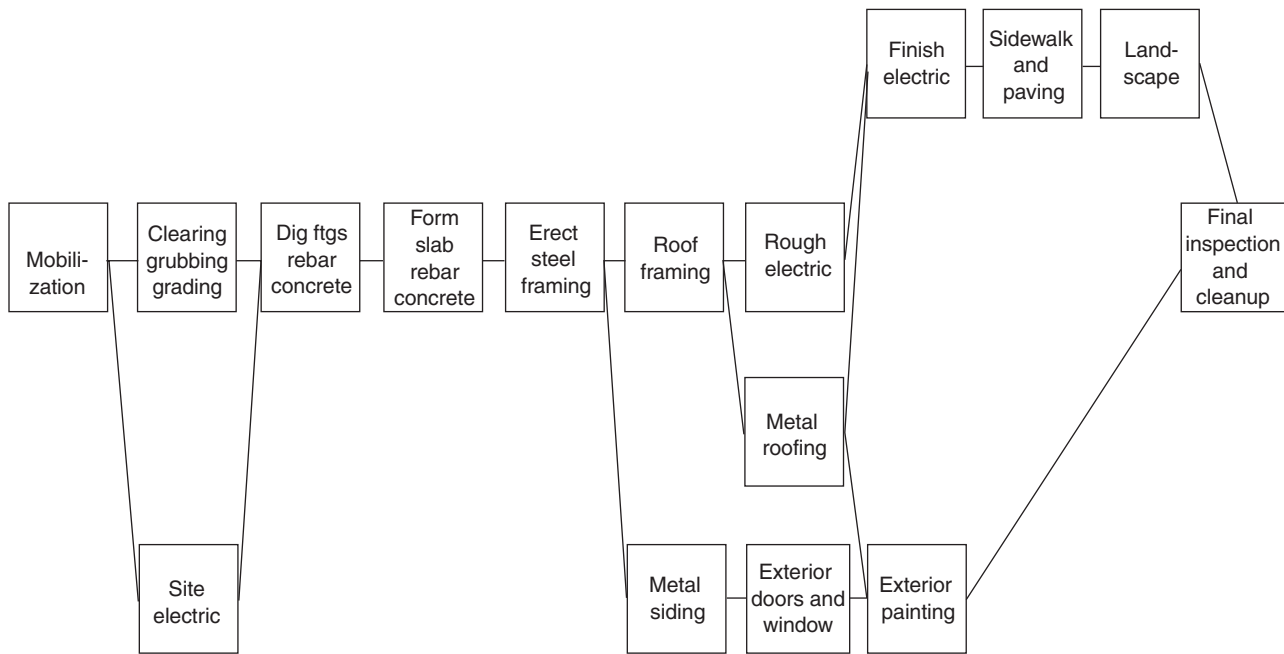 Finish
electric
Sidewalk
and
paving
Land-
scape
Mobili-
zation
Clearing
grubbing
grading
Dig ftgs
rebar
concrete
Form
slab
rebar
concrete
Erect
steel
framing
Roof
framing
Rough
electric
Final
inspection
and
cleanup
Metal
roofing
Site
electric
Metal
siding
Exterior
doors and
window
Exterior
painting